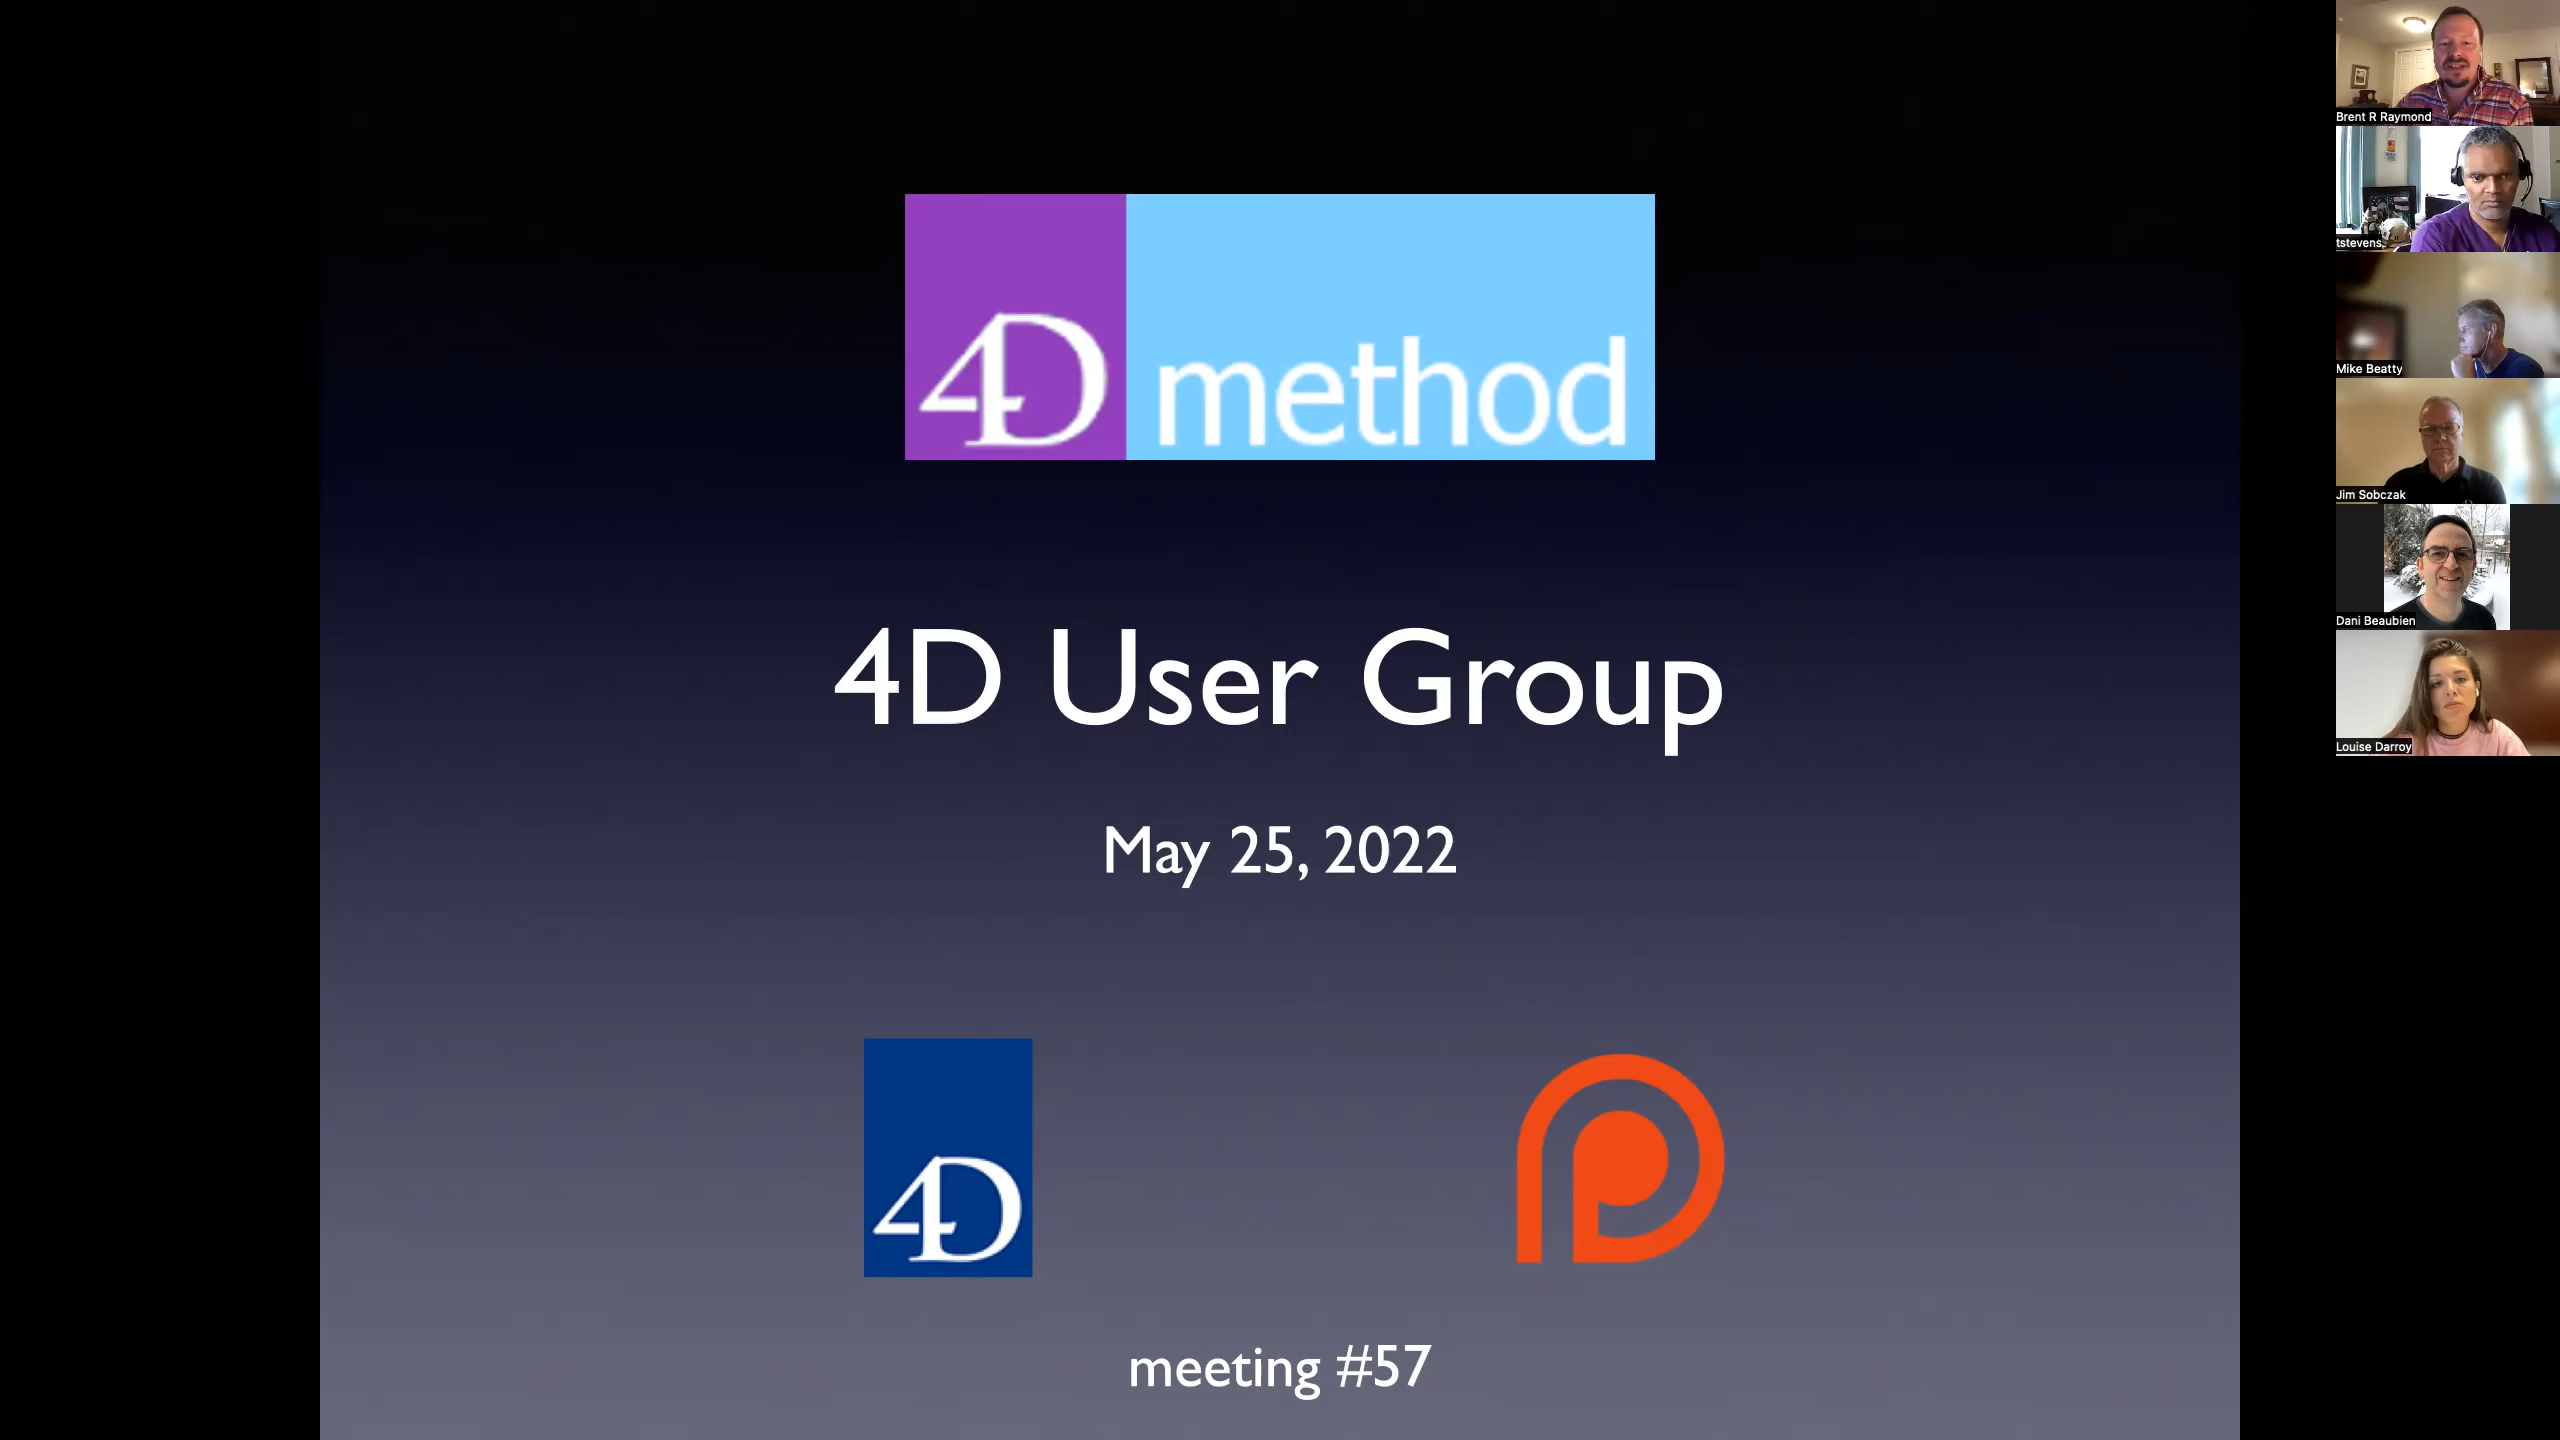 4D method
4D User Group
May 25, 2022
4D
meeting #57
Brent R Raymond
tstevens
Mike Beatty
Jim Sobczak
Dani Beaubien
Louise Darroy